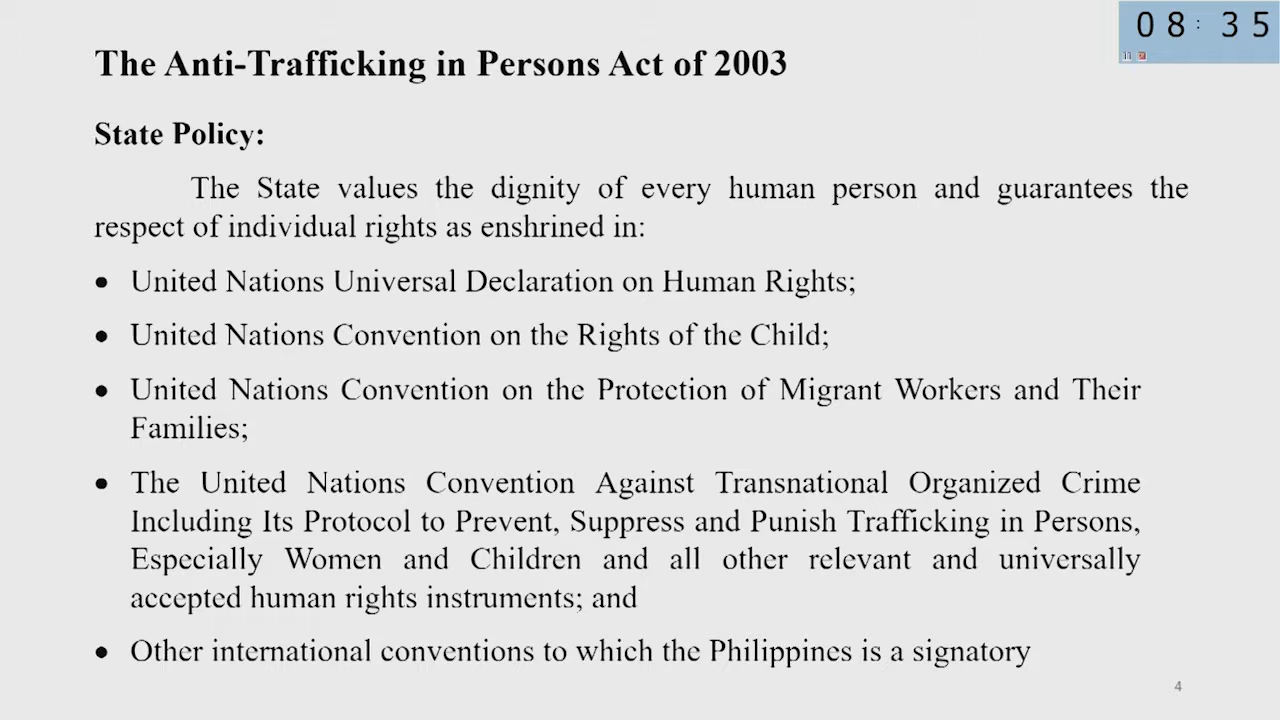 08:35
The Anti-Trafficking in Persons Act of 2003
State Policy:
The State values the dignity of every human person and guarantees the
respect of individual rights as enshrined in:
• United Nations Universal Declaration on Human Rights;
• United Nations Convention on the Rights of the Child;
• United Nations Convention on the Protection of Migrant Workers and Their
Families;
• The United Nations Convention Against Transnational Organized Crime
Including Its Protocol to Prevent, Suppress and Punish Trafficking in Persons,
Especially Women and Children and all other relevant and universally
accepted human rights instruments; and
• Other international conventions to which the Philippines is a signatory
4